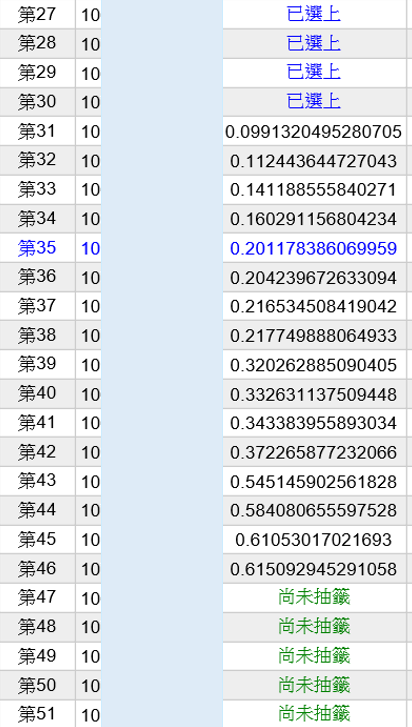 第27 10 已選上
第28 10 已選上
第29 10 已選上
第30 10 已選上
第31 10 0.0991320495280705
第32 10 0.112443644727043
第33 10 0.141188555840271
第34 10 0.160291156804234
第35 10 0.201178386069959
第36 10 0.204239672633094
第37 10 0.216534508419042
第38 10 0.217749888064933
第39 10 0.320262885090405
第40 10 0.332631137509448
第41 10 0.343383955893034
第42 10 0.372265877232066
第43 10 0.545145902561828
第44 10 0.584080655597528
第45 10 0.61053017021693
第46 10 0.615092945291058
第47 10 尚未抽籤
第48 10 尚未抽籤
第49 10 尚未抽籤
第50 10 尚未抽籤
第51 10 尚未抽籤